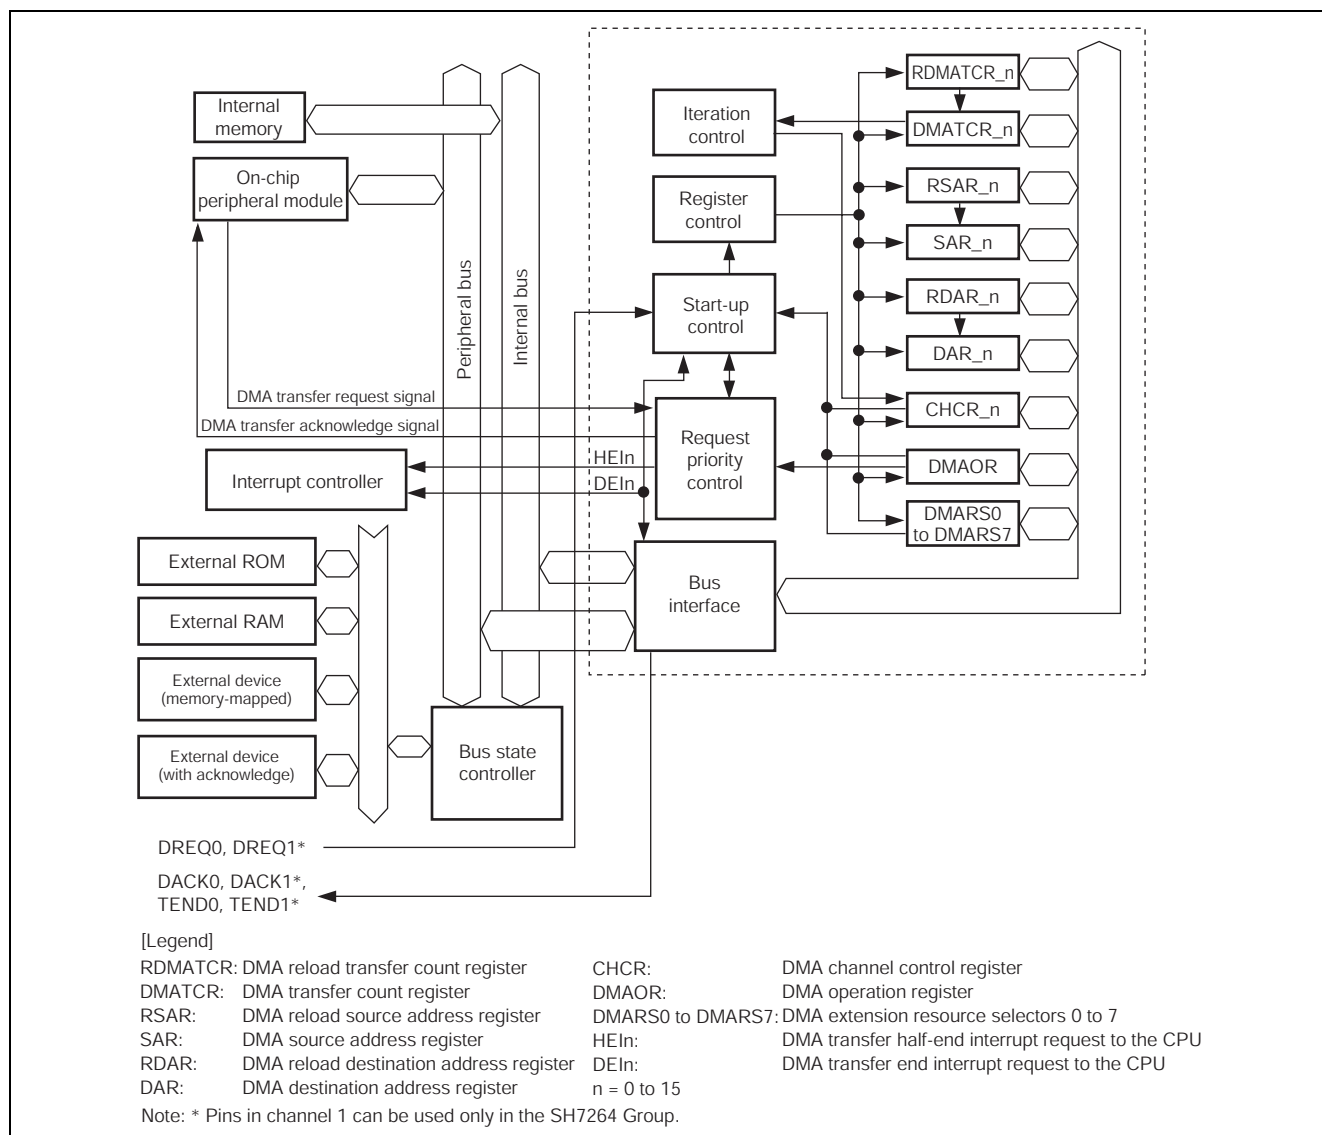 Internal
memory
On-chip
peripheral module
Peripheral bus
Internal bus
Iteration
control
Register
control
Start-up
control
Request
priority
control
Bus
interface
RDMATCR_n
DMATCR_n
RSAR_n
SAR_n
RDAR_n
DAR_n
CHCR_n
DMAOR
DMARS0
to DMARS7
DMA transfer request signal
DMA transfer acknowledge signal
HEIn
DEIn
Interrupt controller
External ROM
External RAM
External device
(memory-mapped)
External device
(with acknowledge)
Bus state
controller
DREQ0, DREQ1*
DACK0, DACK1*,
TEND0, TEND1*
[Legend]
RDMATCR: DMA reload transfer count register
DMATCR: DMA transfer count register
RSAR: DMA reload source address register
SAR: DMA source address register
RDAR: DMA reload destination address register
DAR: DMA destination address register
CHCR: DMA channel control register
DMAOR: DMA operation register
DMARS0 to DMARS7: DMA extension resource selectors 0 to 7
HEIn: DMA transfer half-end interrupt request to the CPU
DEIn: DMA transfer end interrupt request to the CPU
n = 0 to 15
Note: * Pins in channel 1 can be used only in the SH7264 Group.